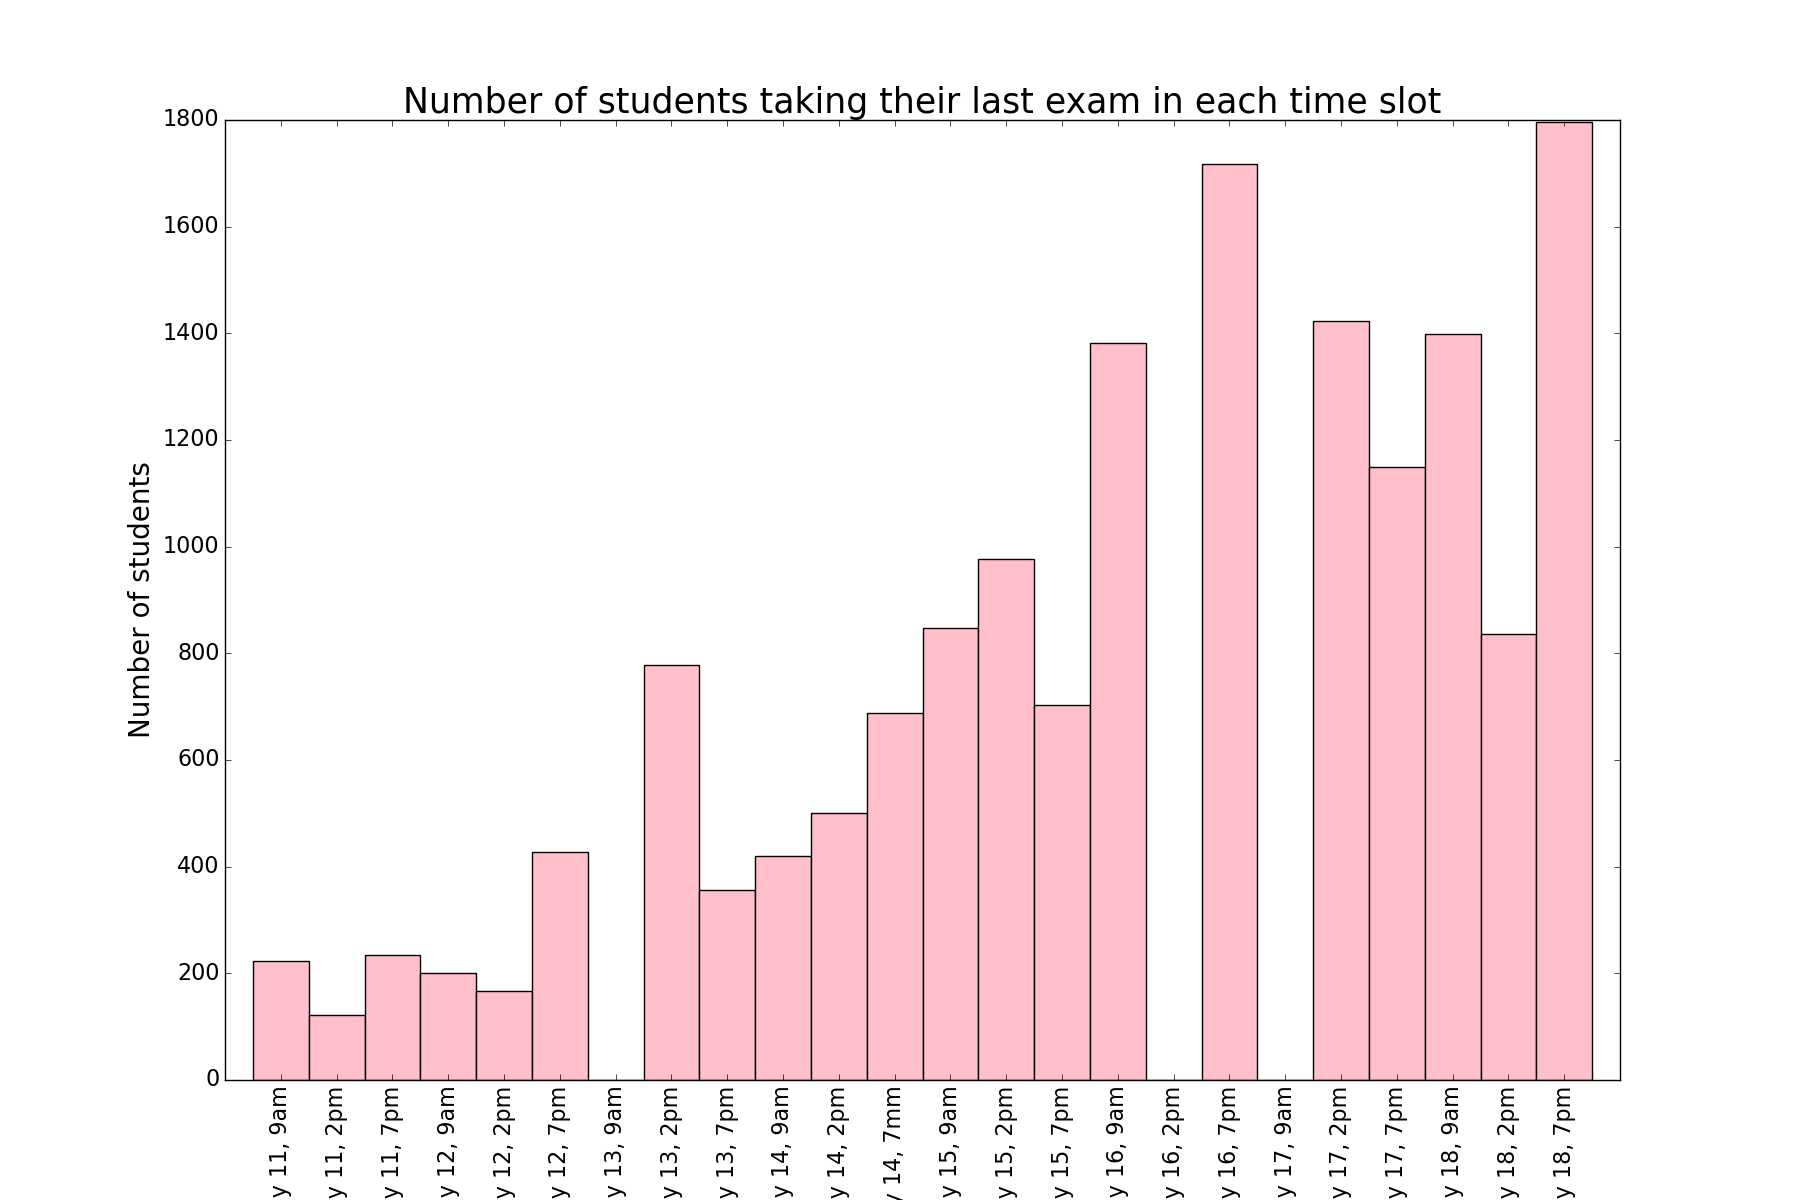 Number of students taking their last exam in each time slot
Number of students
1800
1600
1400
1200
1000
800
600
400
200
0
y 11, 9am
y 11, 2pm
y 11, 7pm
y 12, 9am
y 12, 2pm
y 12, 7pm
y 13, 9am
y 13, 2pm
y 13, 7pm
y 14, 9am
y 14, 2pm
y 14, 7mm
y 15, 9am
y 15, 2pm
y 15, 7pm
y 16, 9am
y 16, 2pm
y 16, 7pm
y 17, 9am
y 17, 2pm
y 17, 7pm
y 18, 9am
y 18, 2pm
y 18, 7pm